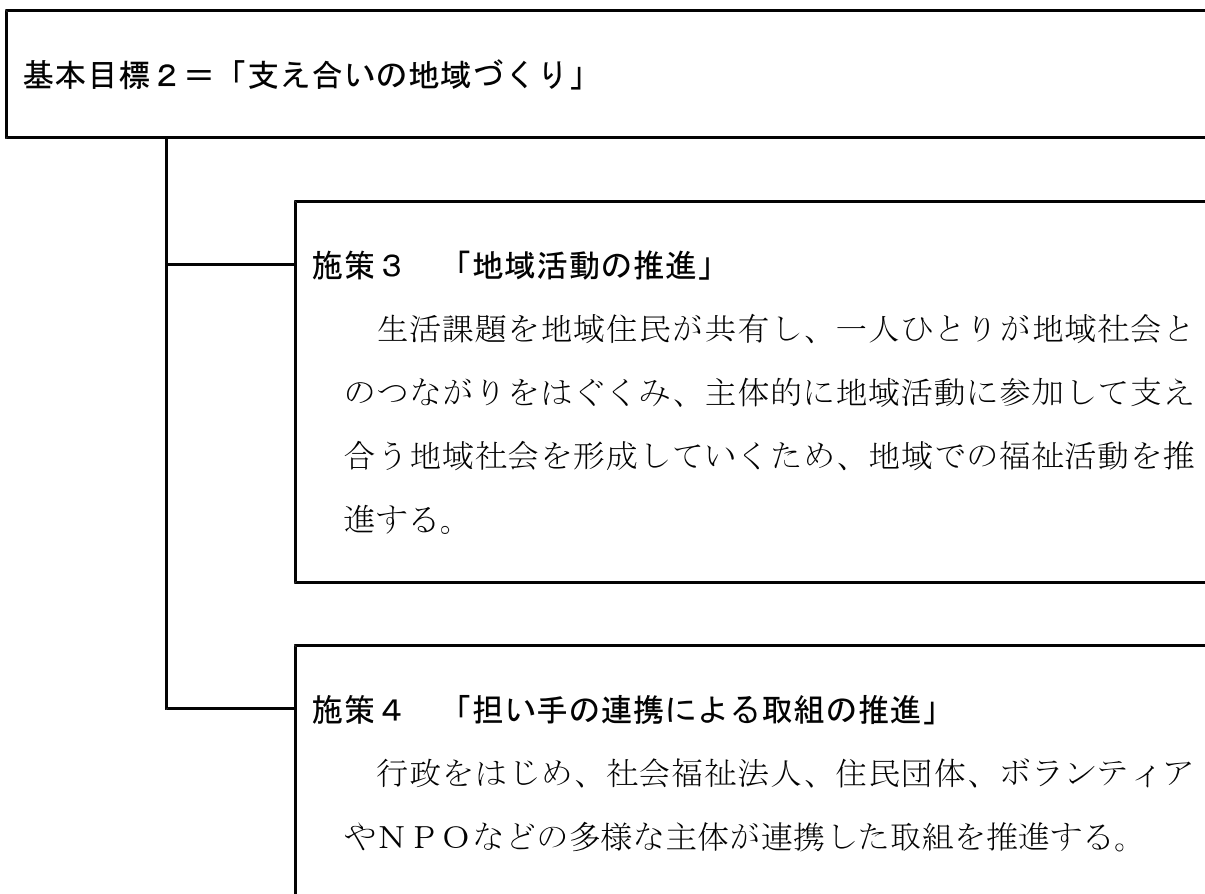 基本目標２＝「支え合いの地域づくり」
施策３　「地域活動の推進」
生活課題を地域住民が共有し、一人ひとりが地域社会と
のつながりをはぐくみ、主体的に地域活動に参加して支え
合う地域社会を形成していくため、地域での福祉活動を推
進する。
施策４　「担い手の連携による取組の推進」
行政をはじめ、社会福祉法人、住民団体、ボランティア
やＮＰＯなどの多様な主体が連携した取組を推進する。